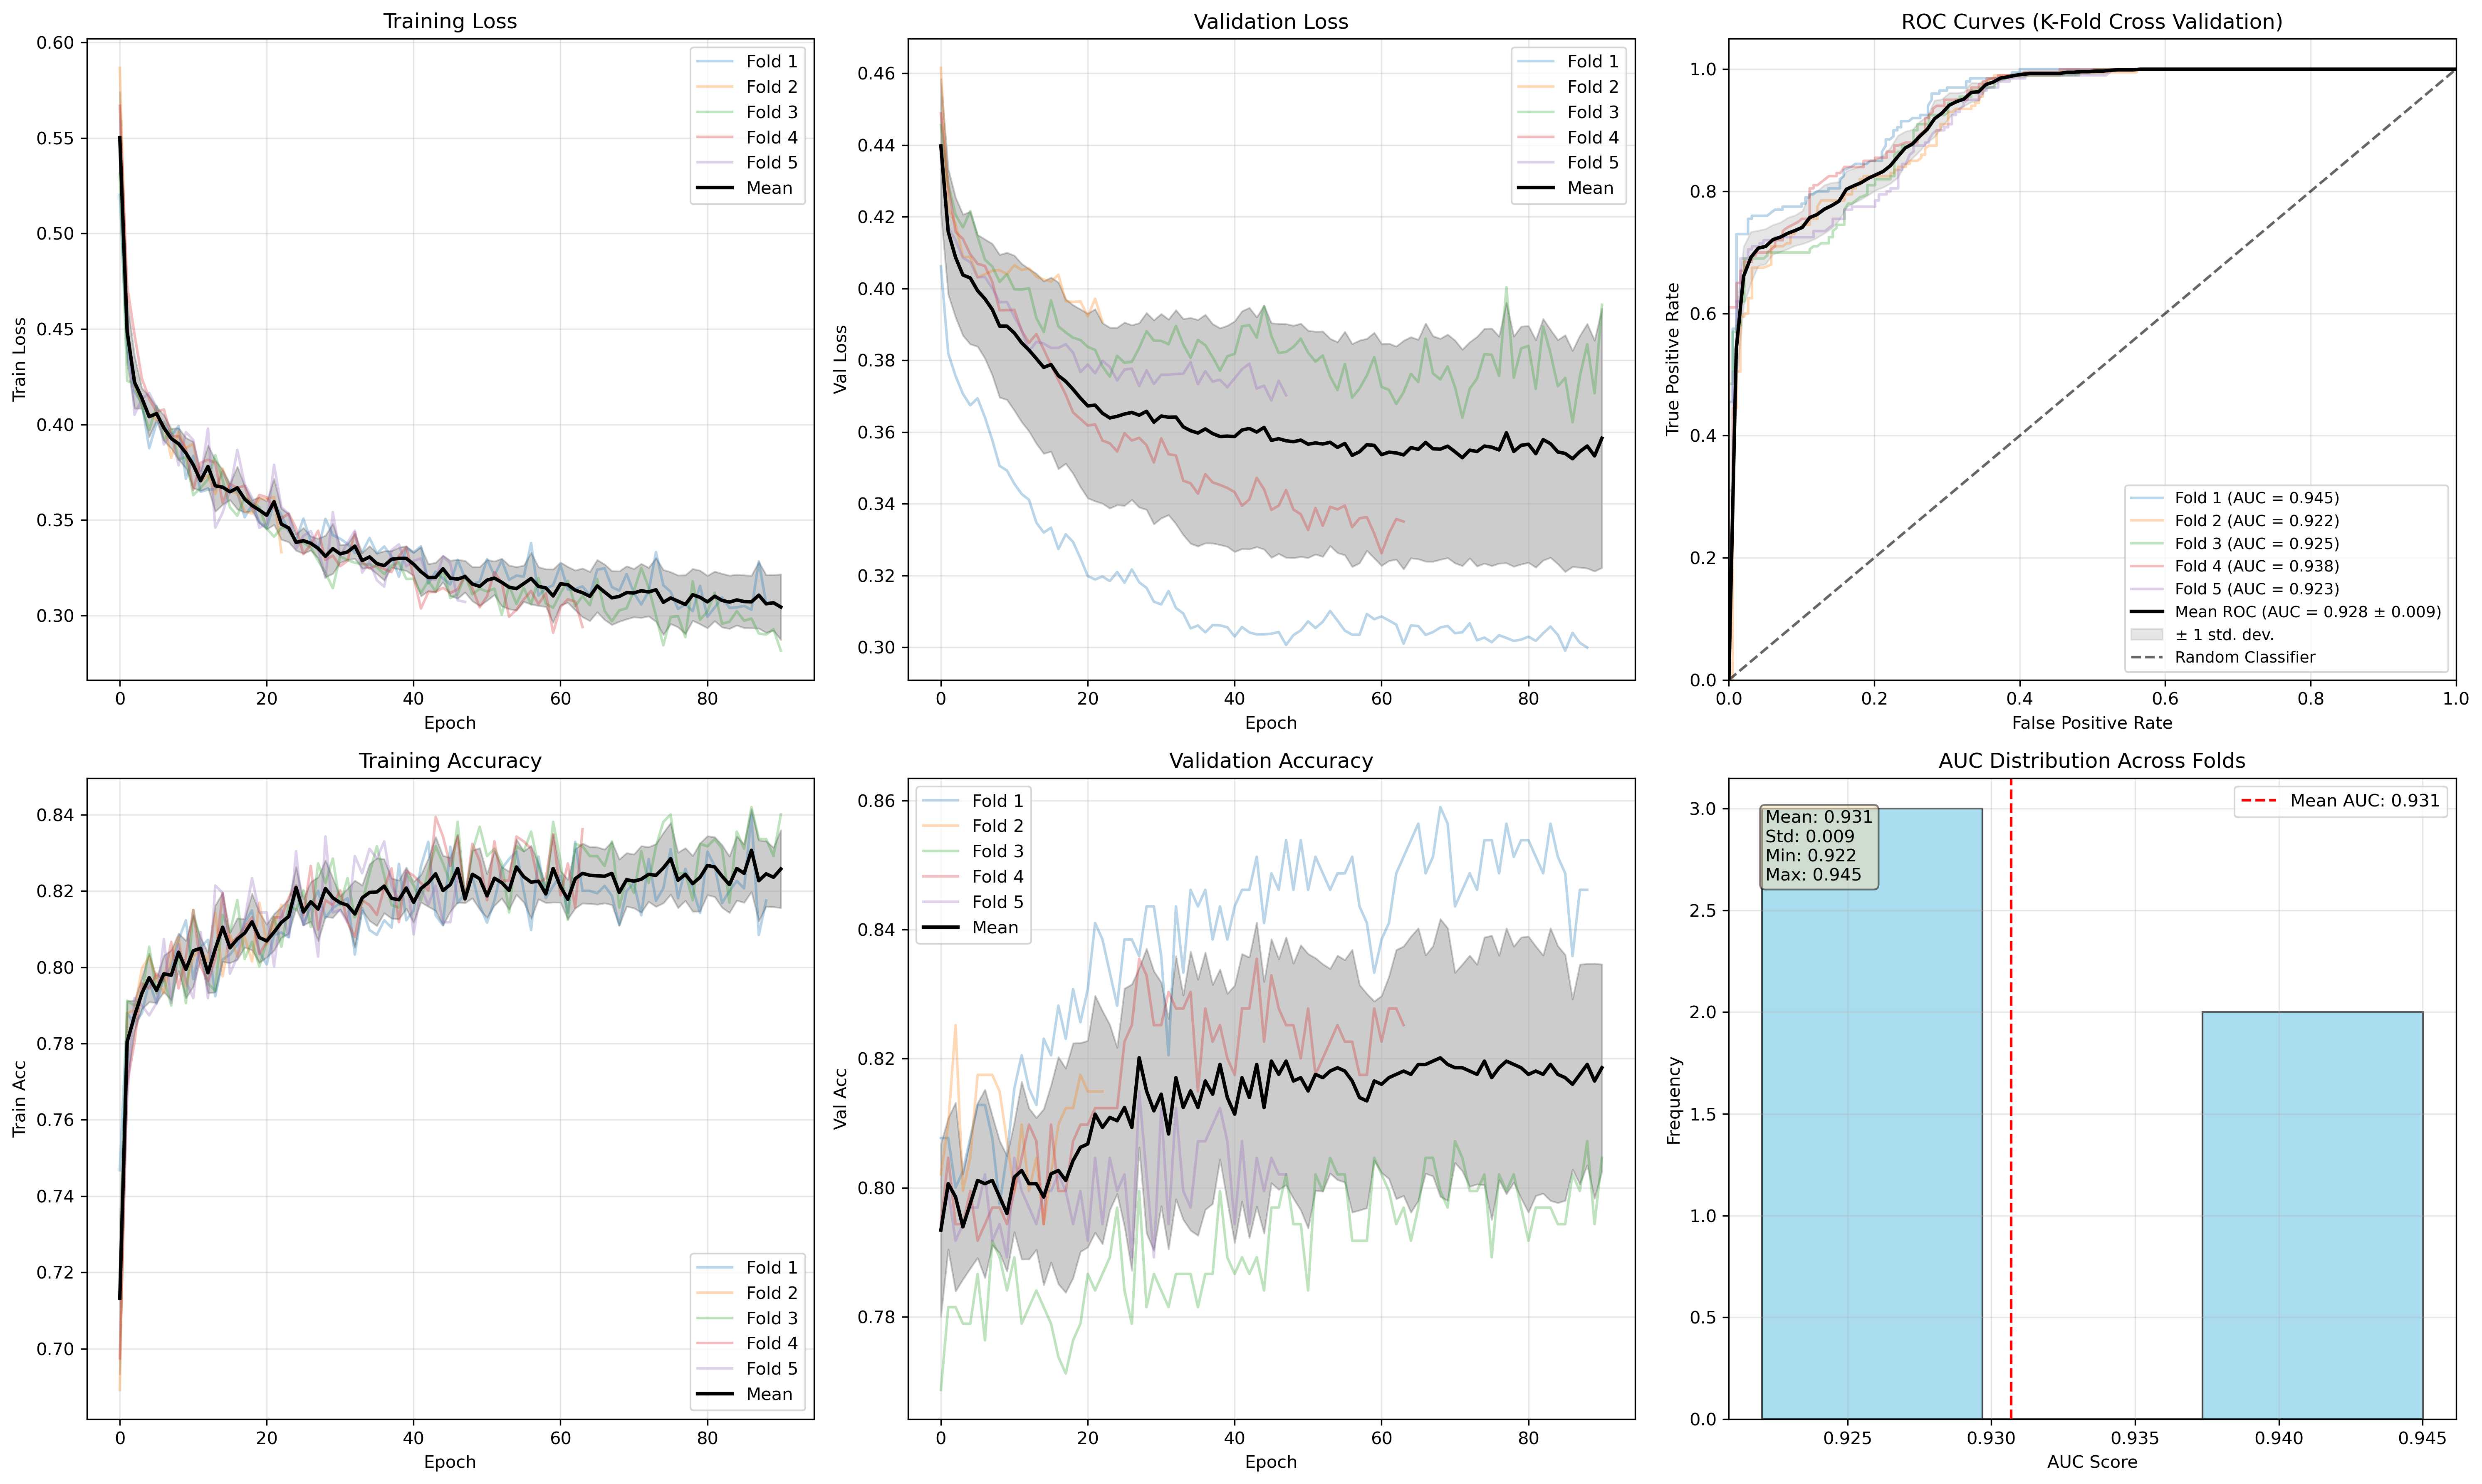 Training Loss
0.60
0.55
0.50
0.45
0.40
0.35
0.30
Train Loss
0
20
40
60
80
Epoch
Fold 1
Fold 2
Fold 3
Fold 4
Fold 5
Mean
Validation Loss
0.46
0.44
0.42
0.40
0.38
0.36
0.34
0.32
0.30
Val Loss
0
20
40
60
80
Epoch
Fold 1
Fold 2
Fold 3
Fold 4
Fold 5
Mean
ROC Curves (K-Fold Cross Validation)
1.0
0.8
0.6
0.4
0.2
0.0
True Positive Rate
0.0
0.2
0.4
0.6
0.8
1.0
False Positive Rate
Fold 1 (AUC = 0.945)
Fold 2 (AUC = 0.922)
Fold 3 (AUC = 0.925)
Fold 4 (AUC = 0.938)
Fold 5 (AUC = 0.923)
Mean ROC (AUC = 0.928 ± 0.009)
± 1 std. dev.
Random Classifier
Training Accuracy
0.84
0.82
0.80
0.78
0.76
0.74
0.72
0.70
Train Acc
0
20
40
60
80
Epoch
Fold 1
Fold 2
Fold 3
Fold 4
Fold 5
Mean
Validation Accuracy
0.86
0.84
0.82
0.80
0.78
Val Acc
0
20
40
60
80
Epoch
Fold 1
Fold 2
Fold 3
Fold 4
Fold 5
Mean
AUC Distribution Across Folds
3.0
2.5
2.0
1.5
1.0
0.5
0.0
Frequency
0.925
0.930
0.935
0.940
0.945
AUC Score
Mean: 0.931
Std: 0.009
Min: 0.922
Max: 0.945
Mean AUC: 0.931